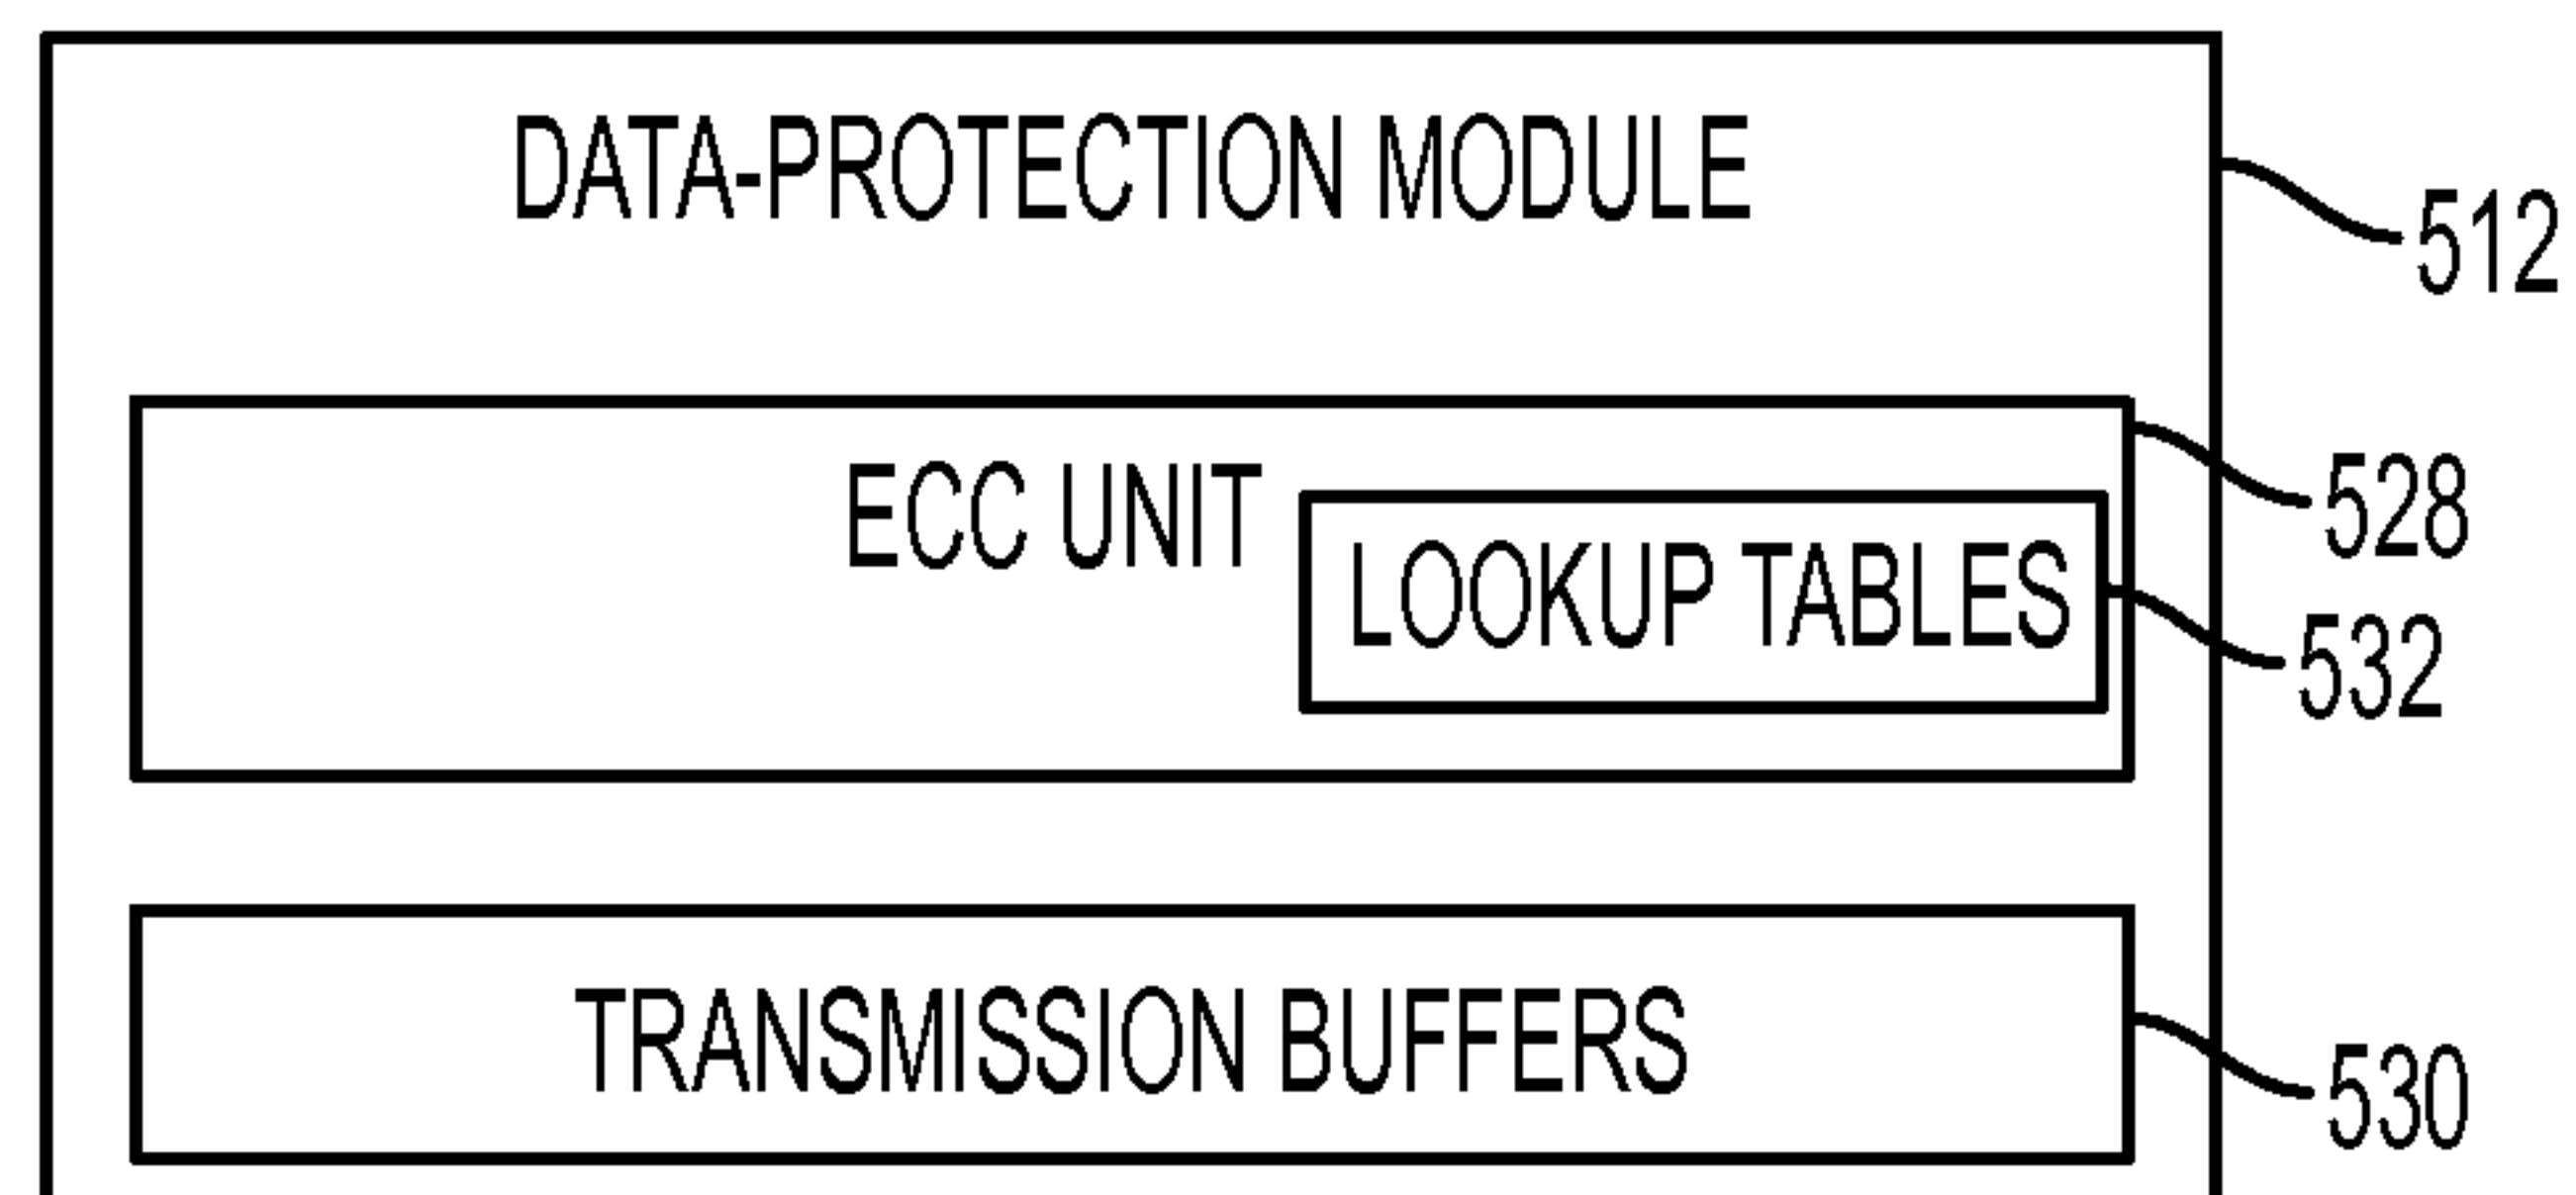 DATA-PROTECTION MODULE
512
ECC UNIT
528
LOOKUP TABLES
532
TRANSMISSION BUFFERS
530